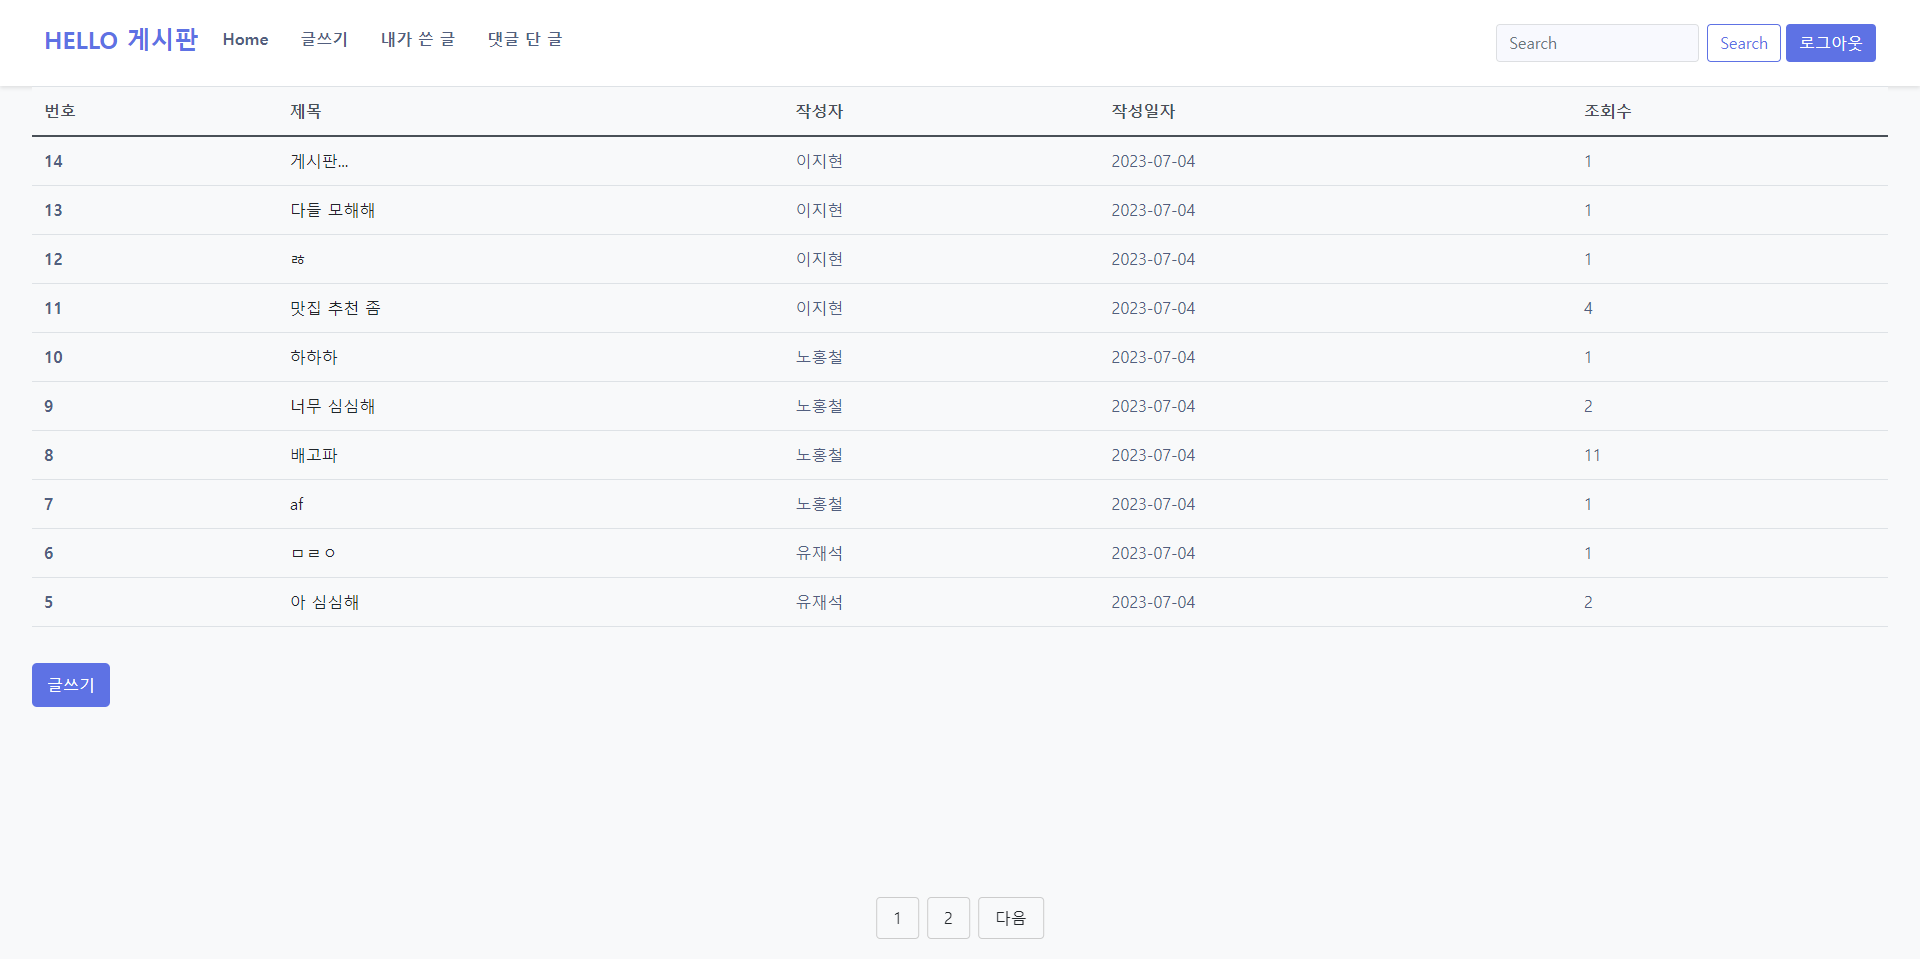 HELLO 게시판 Home 글쓰기 내가 쓴 글 댓글 단 글 Search Search 로그아웃
번호 제목 작성자 작성일자 조회수
14 게시판... 이지현 2023-07-04 1
13 다들 모해해 이지현 2023-07-04 1
12 ㅀ 이지현 2023-07-04 1
11 맛집 추천 좀 이지현 2023-07-04 4
10 하하하 노홍철 2023-07-04 1
9 너무 심심해 노홍철 2023-07-04 2
8 배고파 노홍철 2023-07-04 11
7 af 노홍철 2023-07-04 1
6 ㅁㄹㅇ 유재석 2023-07-04 1
5 아 심심해 유재석 2023-07-04 2
글쓰기
1 2 다음